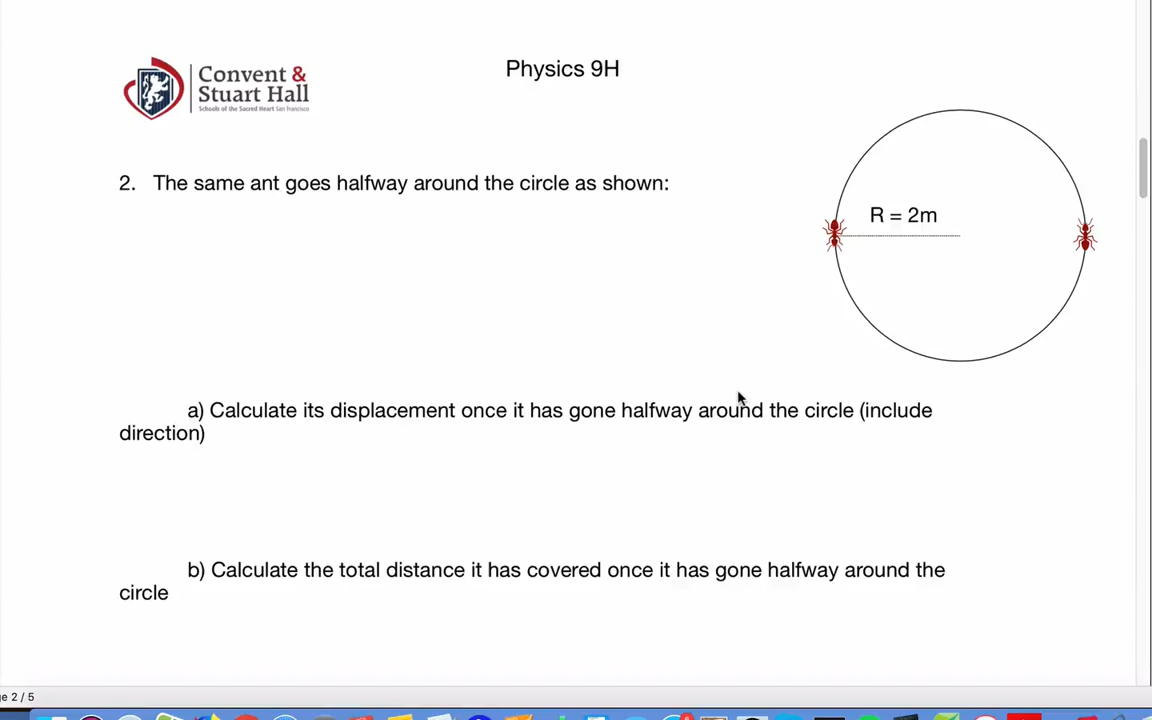 Physics 9H
Convent &
Stuart Hall
Schools of the Sacred Heart San Francisco
2. The same ant goes halfway around the circle as shown:
R = 2m
a) Calculate its displacement once it has gone halfway around the circle (include
direction)
b) Calculate the total distance it has covered once it has gone halfway around the
circle
e 2 / 5